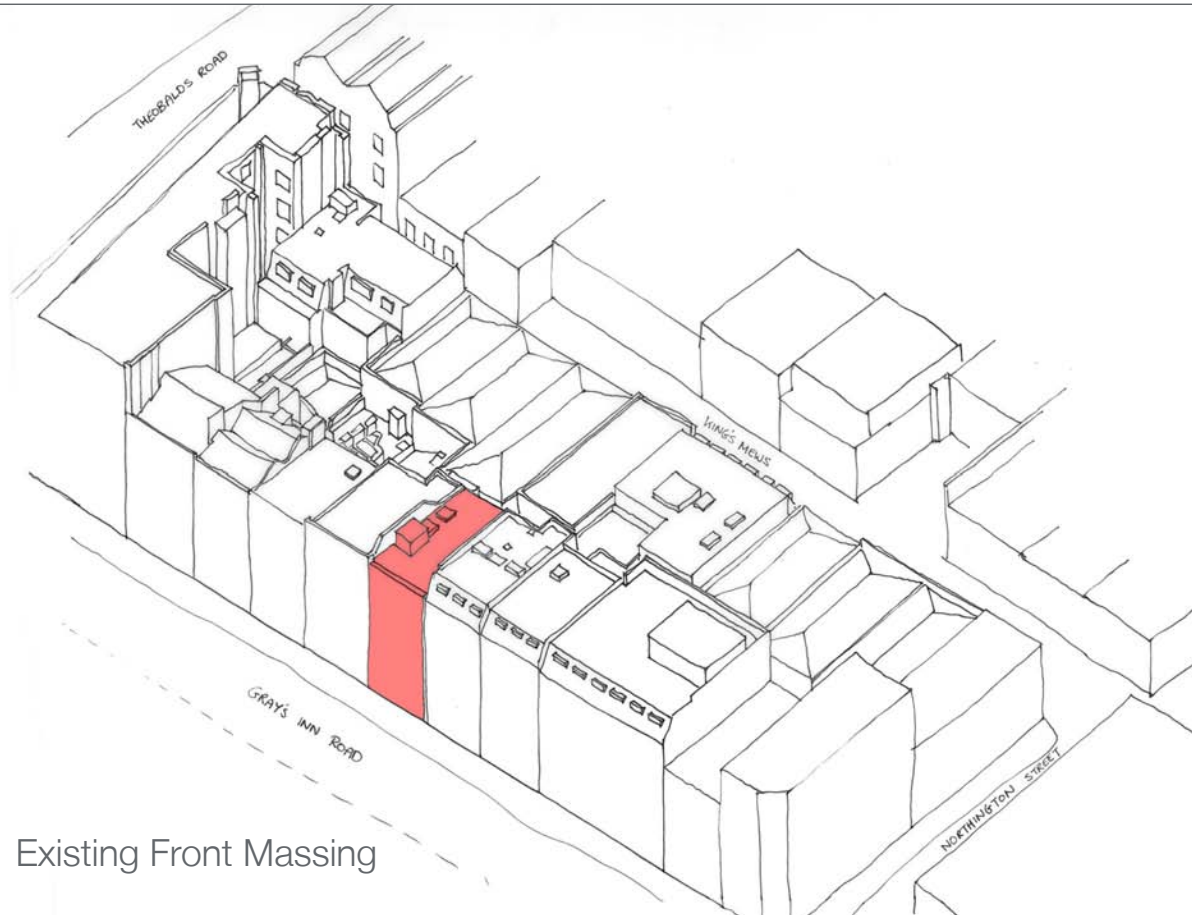 THEOBALDS ROAD
KING'S MEWS
GRAY'S INN ROAD
NORTHINGTON STREET
Existing Front Massing